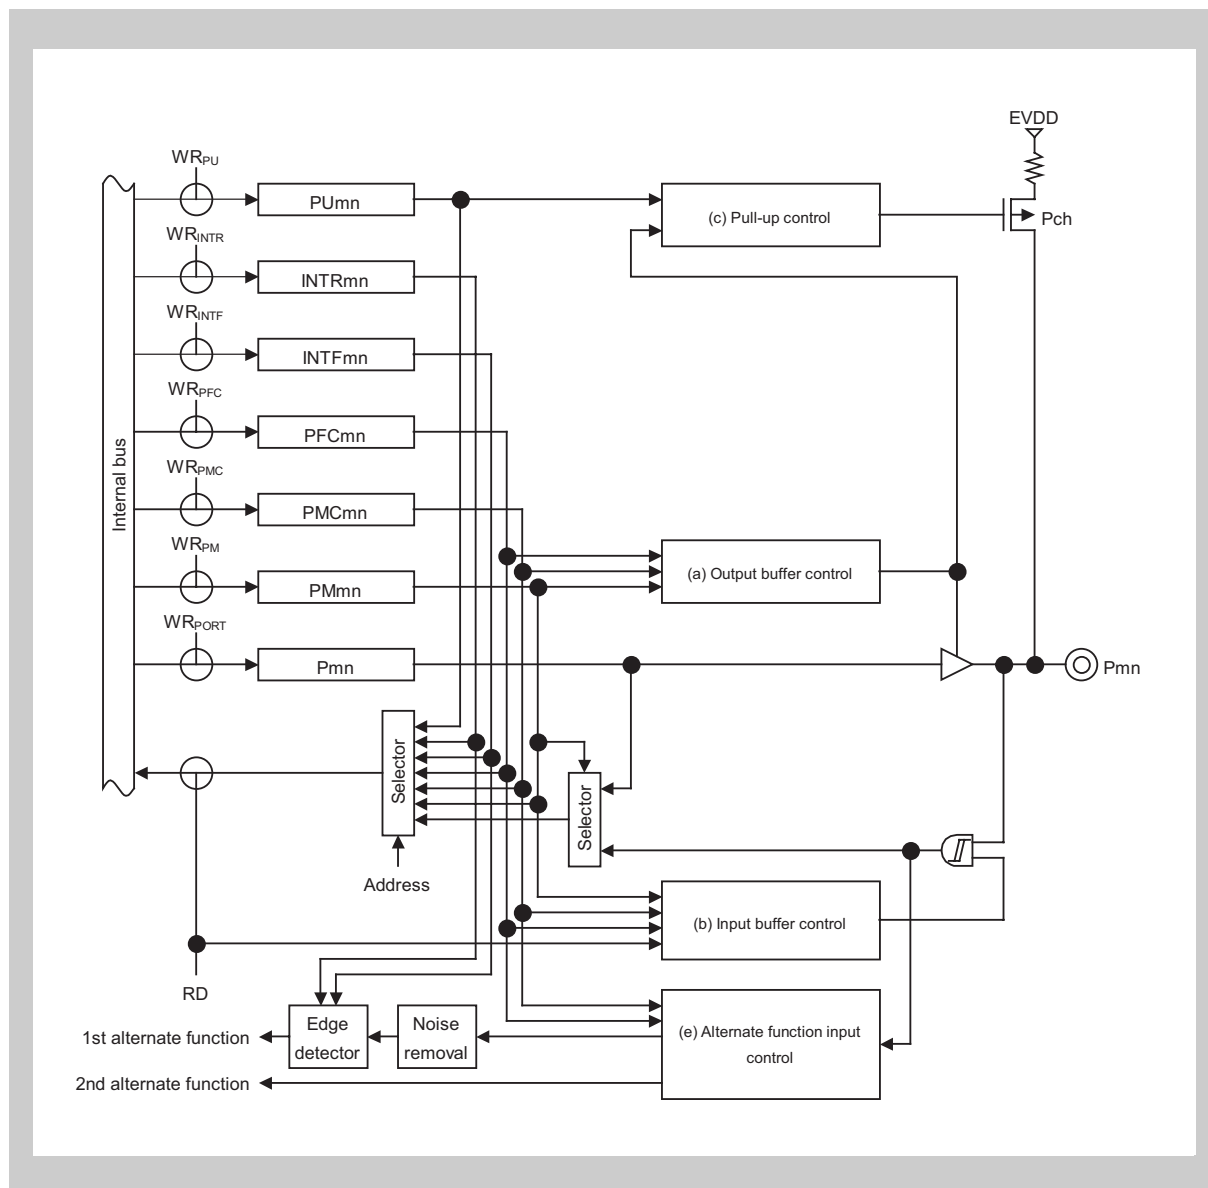 EVDD
WRPU
PUmn
(c) Pull-up control
Pch
WRINTR
INTRmn
WRINTF
INTFmn
WRPFC
PFCmn
Internal bus
WRPMC
PMCmn
WRPM
PMmn
(a) Output buffer control
WRPORT
Pmn
Pmn
Selector
Selector
Address
(b) Input buffer control
RD
1st alternate function
Edge
detector
Noise
removal
(e) Alternate function input
control
2nd alternate function